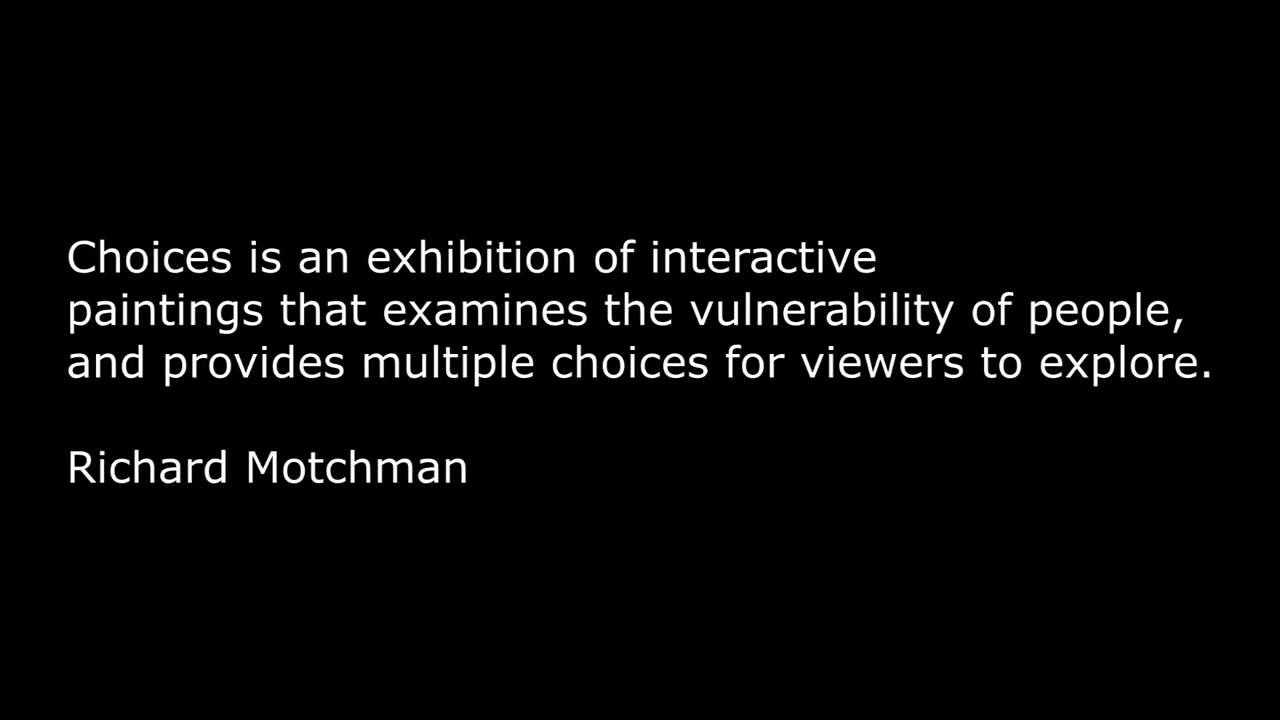 Choices is an exhibition of interactive
paintings that examines the vulnerability of people,
and provides multiple choices for viewers to explore.
Richard Motchman